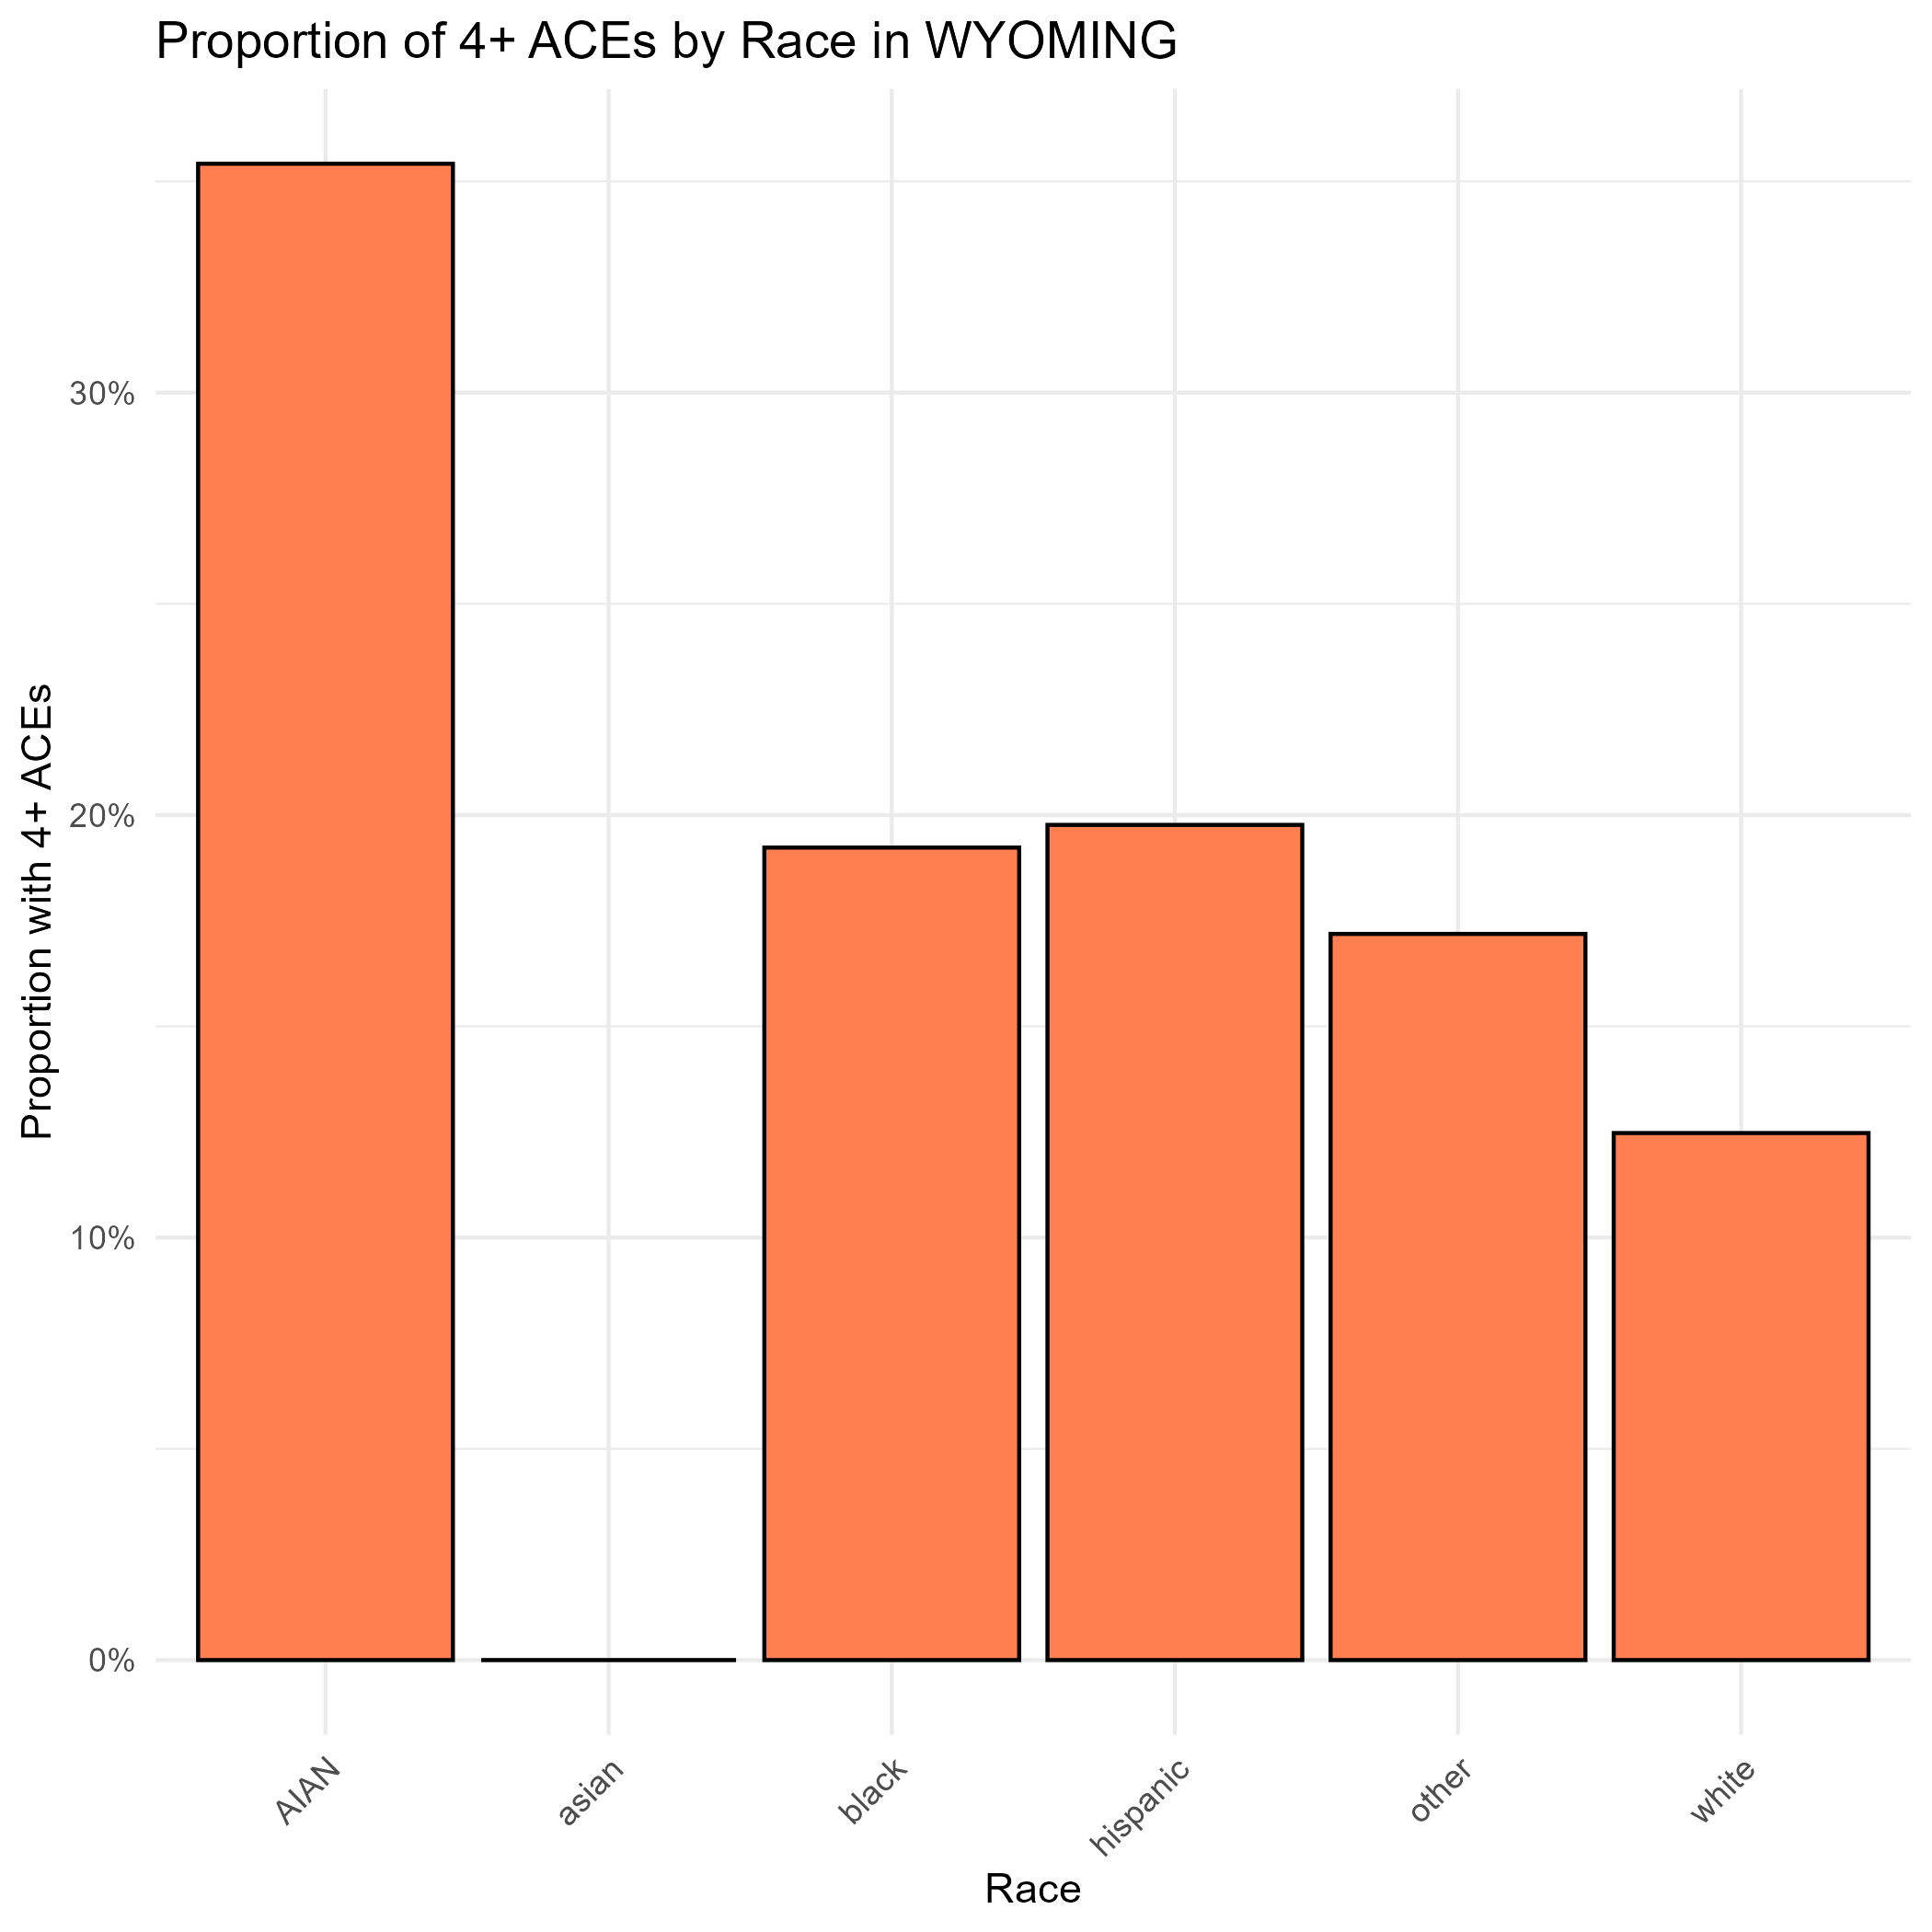 Proportion of 4+ ACEs by Race in WYOMING
Proportion with 4+ ACEs
30%
20%
10%
0%
AIAN
asian
black
hispanic
other
white
Race